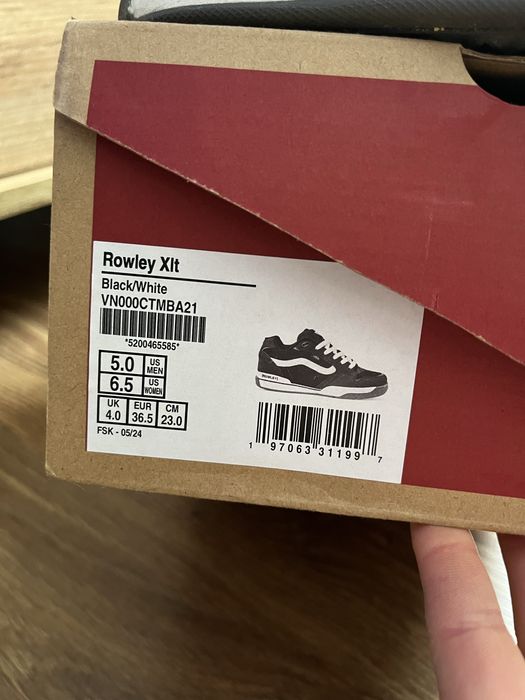 Rowley Xlt
Black/White
VN000CTMBA21
*5200465585*
5.0 US MEN
6.5 US WOMEN
UK 4.0 EUR 36.5 CM 23.0
FSK - 05/24
1 97063 31199 7